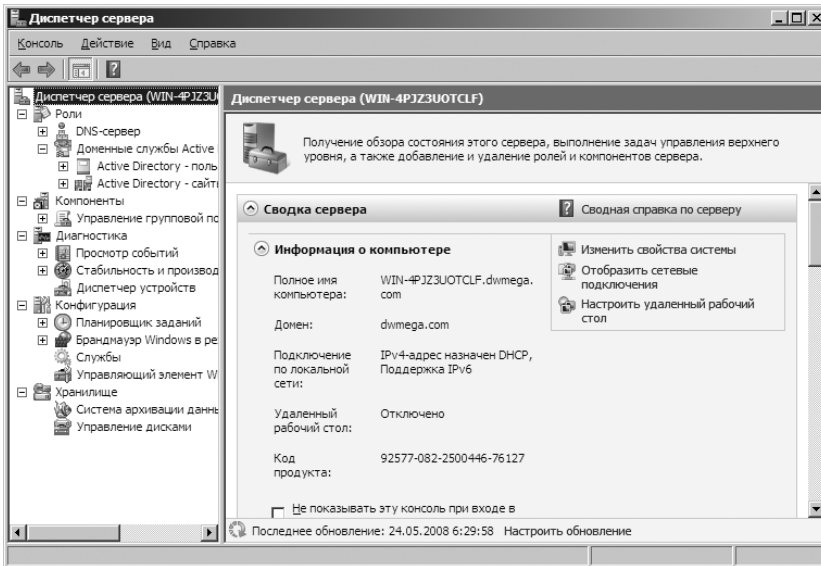 Диспетчер сервера
Консоль Действие Вид Справка
Диспетчер сервера (WIN-4PJZ3U
Роли
DNS-сервер
Доменные службы Active
Active Directory - поль
Active Directory - сайт
Компоненты
Управление групповой по
Диагностика
Просмотр событий
Стабильность и производ
Диспетчер устройств
Конфигурация
Планировщик заданий
Брандмауэр Windows в ре
Службы
Управляющий элемент W
Хранилище
Система архивации данн
Управление дисками
Диспетчер сервера (WIN-4PJZ3UOTCLF)
Получение обзора состояния этого сервера, выполнение задач управления верхнего
уровня, а также добавление и удаление ролей и компонентов сервера.
Сводка сервера
Сводная справка по серверу
Информация о компьютере
Полное имя
компьютера:
WIN-4PJZ3UOTCLF.dwmega.
com
Домен:
dwmega.com
Подключение
по локальной
сети:
IPv4-адрес назначен DHCP,
Поддержка IPv6
Удаленный
рабочий стол:
Отключено
Код
продукта:
92577-082-2500446-76127
Не показывать эту консоль при входе в
Изменить свойства системы
Отобразить сетевые
подключения
Настроить удаленный рабочий
стол
Последнее обновление: 24.05.2008 6:29:58 Настроить обновление